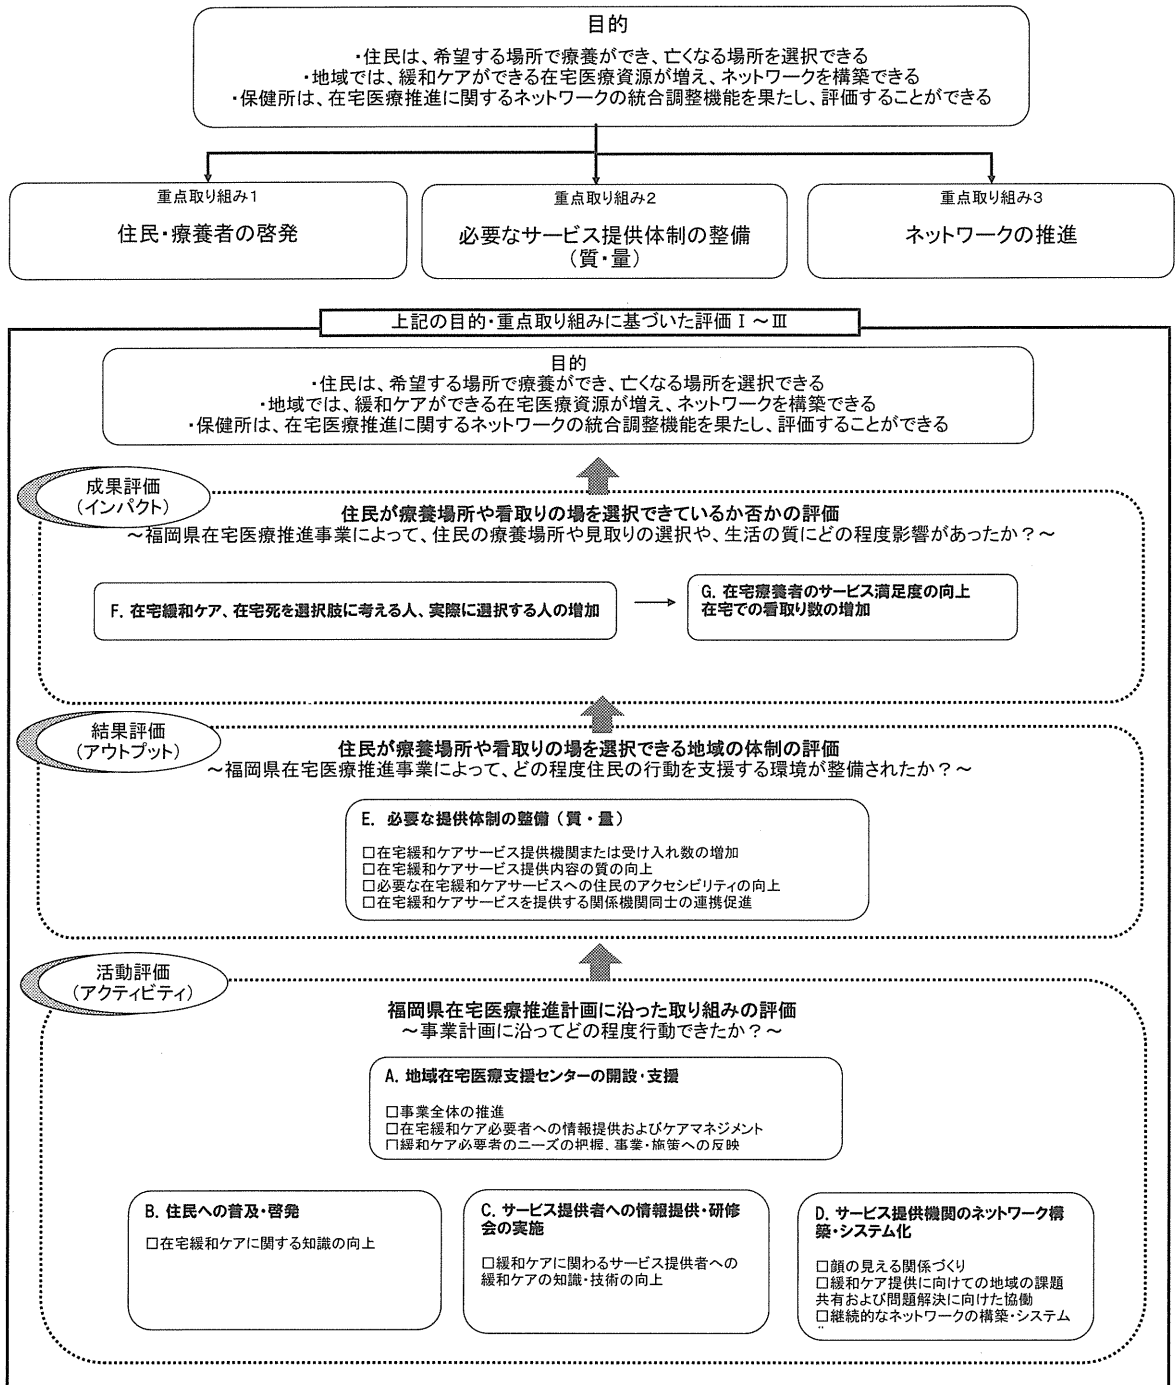 目的
・住民は、希望する場所で療養ができ、亡くなる場所を選択できる
・地域では、緩和ケアができる在宅医療資源が増え、ネットワークを構築できる
・保健所は、在宅医療推進に関するネットワークの統合調整機能を果たし、評価することができる
重点取り組み1
住民・療養者の啓発
重点取り組み2
必要なサービス提供体制の整備
(質・量)
重点取り組み3
ネットワークの推進
上記の目的・重点取り組みに基づいた評価Ⅰ～Ⅲ
目的
・住民は、希望する場所で療養ができ、亡くなる場所を選択できる
・地域では、緩和ケアができる在宅医療資源が増え、ネットワークを構築できる
・保健所は、在宅医療推進に関するネットワークの統合調整機能を果たし、評価することができる
成果評価
(インパクト)
住民が療養場所や看取りの場を選択できているか否かの評価
～福岡県在宅医療推進事業によって、住民の療養場所や見取りの選択や、生活の質にどの程度影響があったか？～
F. 在宅緩和ケア、在宅死を選択肢に考える人、実際に選択する人の増加
G. 在宅療養者のサービス満足度の向上
在宅での看取り数の増加
結果評価
(アウトプット)
住民が療養場所や看取りの場を選択できる地域の体制の評価
～福岡県在宅医療推進事業によって、どの程度住民の行動を支援する環境が整備されたか？～
E. 必要な提供体制の整備（質・量）
□在宅緩和ケアサービス提供機関または受け入れ数の増加
□在宅緩和ケアサービス提供内容の質の向上
□必要な在宅緩和ケアサービスへの住民のアクセシビリティの向上
□在宅緩和ケアサービスを提供する関係機関同士の連携促進
活動評価
(アクティビティ)
福岡県在宅医療推進計画に沿った取り組みの評価
～事業計画に沿ってどの程度行動できたか？～
A. 地域在宅医療支援センターの開設・支援
□事業全体の推進
□在宅緩和ケア必要者への情報提供およびケアマネジメント
□緩和ケア必要者のニーズの把握、事業・施策への反映
B. 住民への普及・啓発
□在宅緩和ケアに関する知識の向上
C. サービス提供者への情報提供・研修
会の実施
□緩和ケアに関わるサービス提供者への
緩和ケアの知識・技術の向上
D. サービス提供機関のネットワーク構
築・システム化
□顔の見える関係づくり
□緩和ケア提供に向けての地域の課題
共有および問題解決に向けた協働
□継続的なネットワークの構築・システム